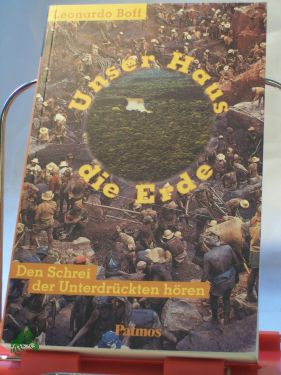 Leonardo Boff
Unser Haus
die Erde
Den Schrei
der Unterdrückten hören
Patmos